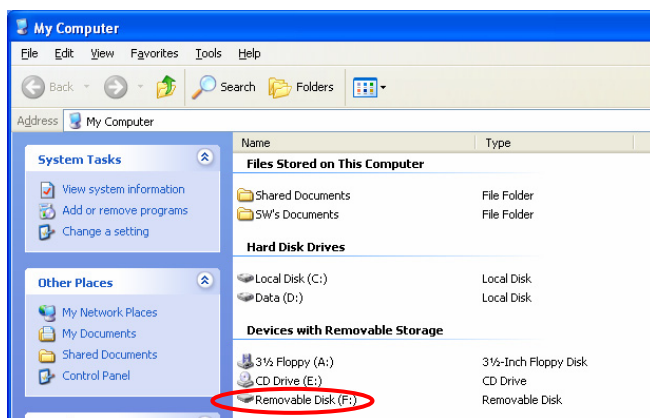 My Computer
File Edit View Favorites Tools Help
Back Search Folders
Address My Computer
Name Type
System Tasks
View system information
Add or remove programs
Change a setting
Other Places
My Network Places
My Documents
Shared Documents
Control Panel
Files Stored on This Computer
Shared Documents File Folder
SW's Documents File Folder
Hard Disk Drives
Local Disk (C:) Local Disk
Data (D:) Local Disk
Devices with Removable Storage
3½ Floppy (A:) 3½-Inch Floppy Disk
CD Drive (E:) CD Drive
Removable Disk (F:) Removable Disk